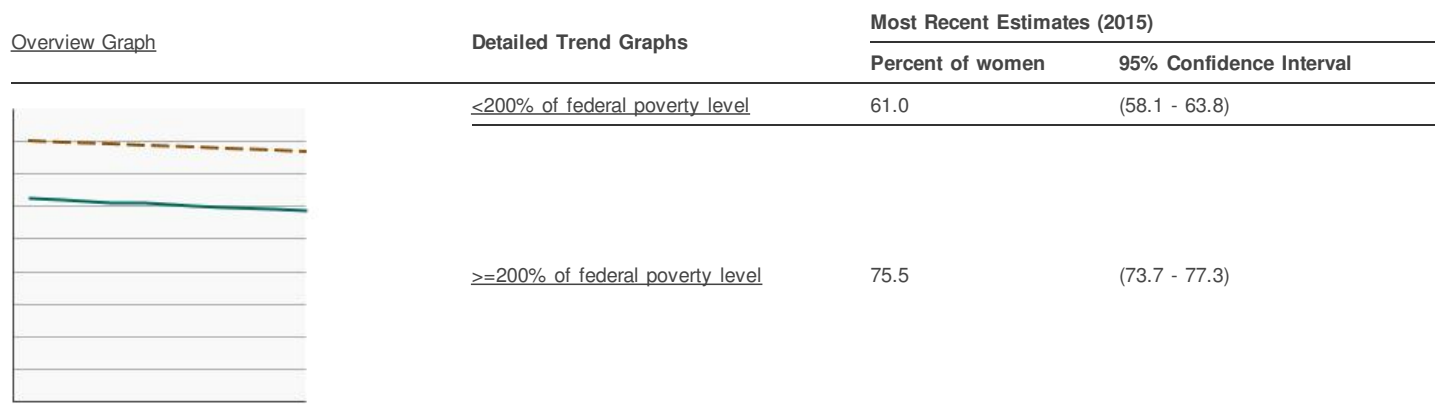 Overview Graph
Detailed Trend Graphs
Most Recent Estimates (2015)
Percent of women
95% Confidence Interval
<200% of federal poverty level
61.0
(58.1 - 63.8)
>=200% of federal poverty level
75.5
(73.7 - 77.3)